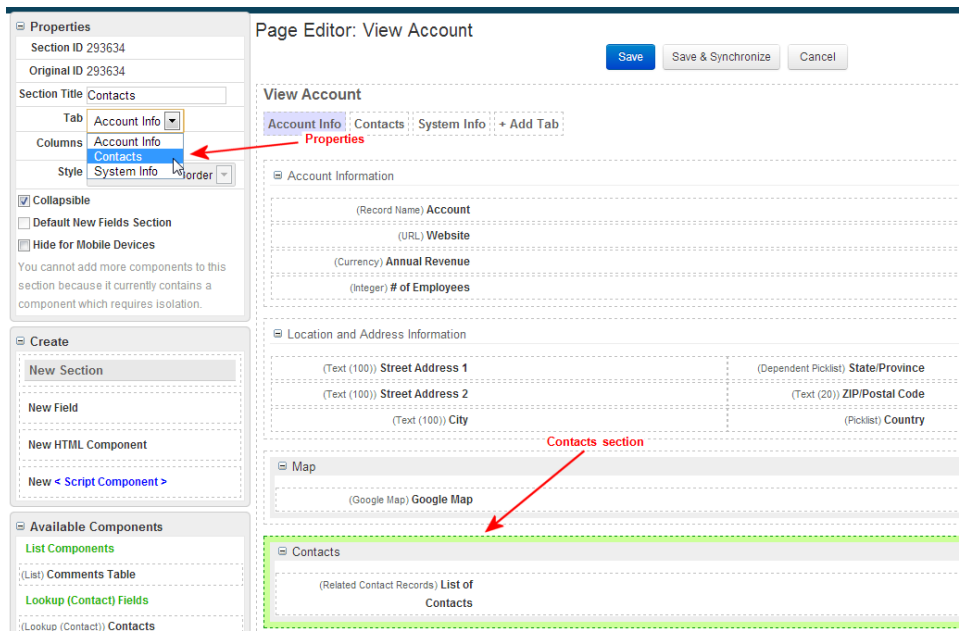 Properties
Section ID 293634
Original ID 293634
Section Title Contacts
Tab Account Info
Columns Account Info
Contacts
Style System Info order
Collapsible
Default New Fields Section
Hide for Mobile Devices
You cannot add more components to this
section because it currently contains a
component which requires isolation.
Create
New Section
New Field
New HTML Component
New < Script Component >
Available Components
List Components
(List) Comments Table
Lookup (Contact) Fields
(Lookup (Contact)) Contacts
Page Editor: View Account
Save Save & Synchronize Cancel
View Account
Account Info Contacts System Info + Add Tab
Properties
Account Information
(Record Name) Account
(URL) Website
(Currency) Annual Revenue
(Integer) # of Employees
Location and Address Information
(Text (100)) Street Address 1 (Dependent Picklist) State/Province
(Text (100)) Street Address 2 (Text (20)) ZIP/Postal Code
(Text (100)) City (Picklist) Country
Contacts section
Map
(Google Map) Google Map
Contacts
(Related Contact Records) List of
Contacts